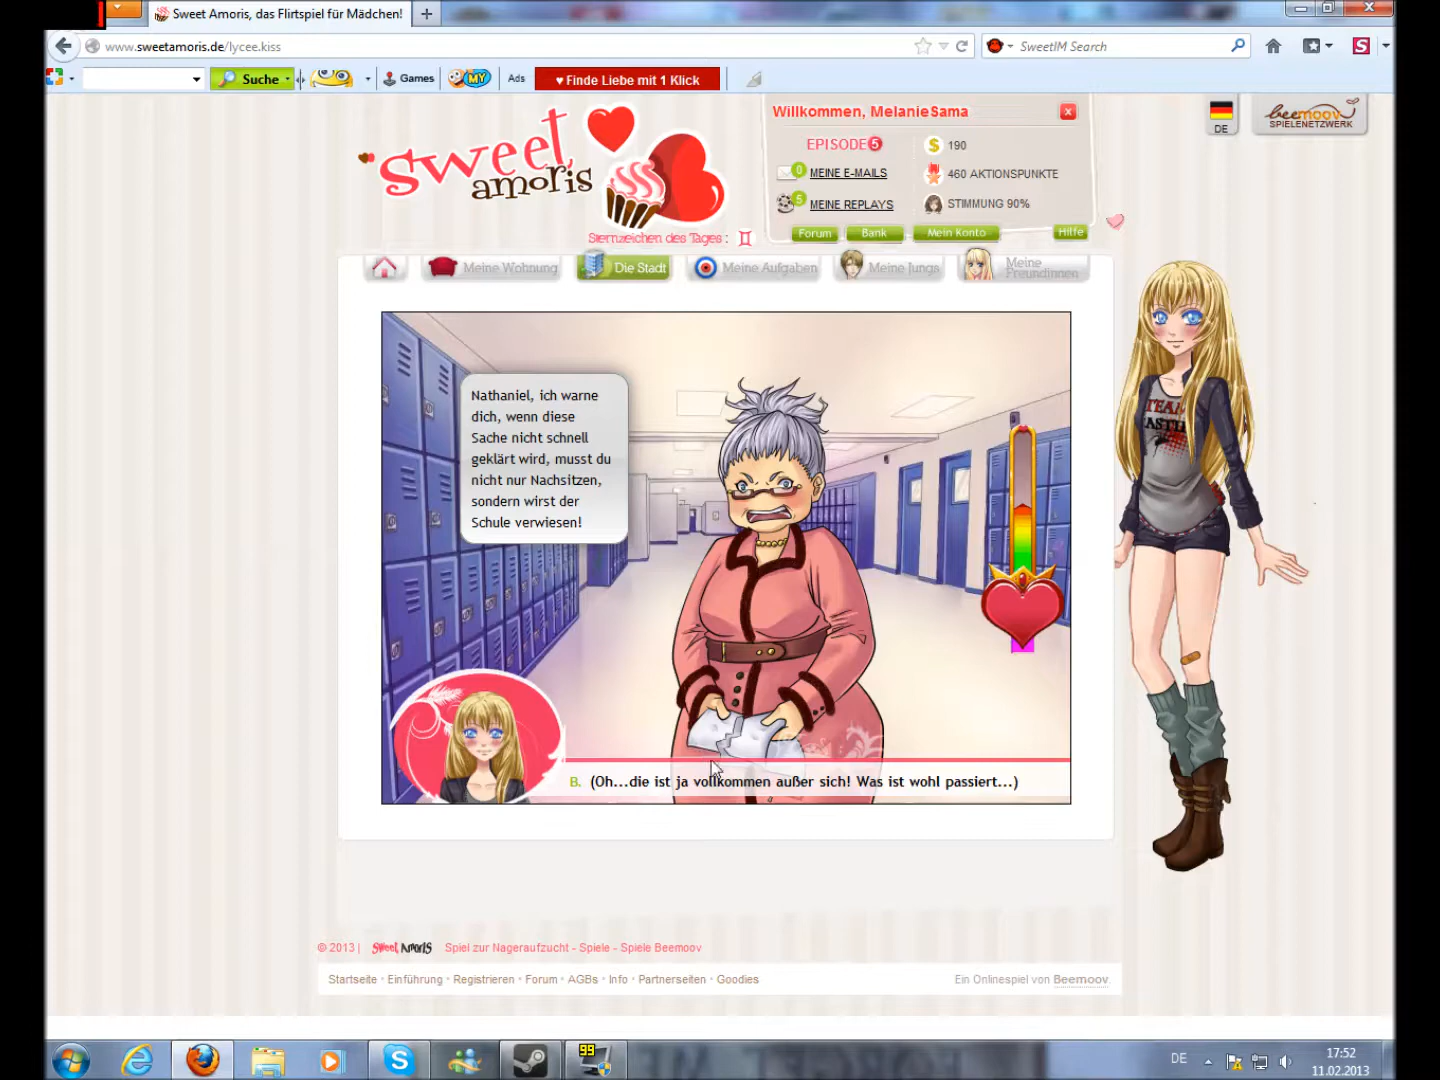 Sweet Amoris, das Flirtspiel für Mädchen!
www.sweetamoris.de/lycee.kiss
SweetIM Search
S
Suche
MY
Games
Ads
♥ Finde Liebe mit 1 Klick
sweet
amoris
Willkommen, MelanieSama
EPISODE 5
190
0 MEINE E-MAILS
460 AKTIONSPUNKTE
5 MEINE REPLAYS
STIMMUNG 90%
Forum
Bank
Mein Konto
Hilfe
DE
beemoov
SPIELENETZWERK
Sternzeichen des Tages :
Meine Wohnung
Die Stadt
Meine Aufgaben
Meine Jungs
Meine
Freundinnen
Nathaniel, ich warne
dich, wenn diese
Sache nicht schnell
geklärt wird, musst du
nicht nur Nachsitzen,
sondern wirst der
Schule verwiesen!
TEAM
CASTIEL
B. (Oh...die ist ja vollkommen außer sich! Was ist wohl passiert...)
© 2013 | Sweet Amoris Spiel zur Nageraufzucht - Spiele - Spiele Beemoov
Startseite · Einführung · Registrieren · Forum · AGBs · Info · Partnerseiten · Goodies
Ein Onlinespiel von Beemoov
99
DE
17:52
11.02.2013